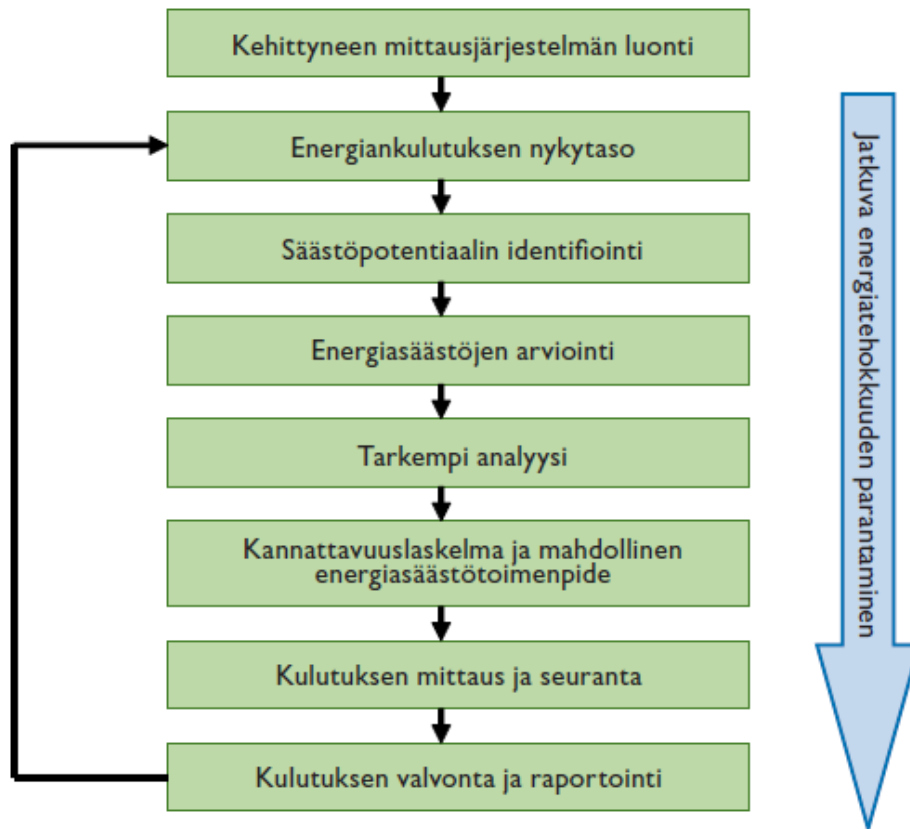 Kehittyneen mittausjärjestelmän luonti
Energiankulutuksen nykytaso
Säästöpotentiaalin identifiointi
Energiasäästöjen arviointi
Tarkempi analyysi
Kannattavuuslaskelma ja mahdollinen
energiasäästötoimenpide
Kulutuksen mittaus ja seuranta
Kulutuksen valvonta ja raportointi
Jatkuva energiatehokkuuden parantaminen